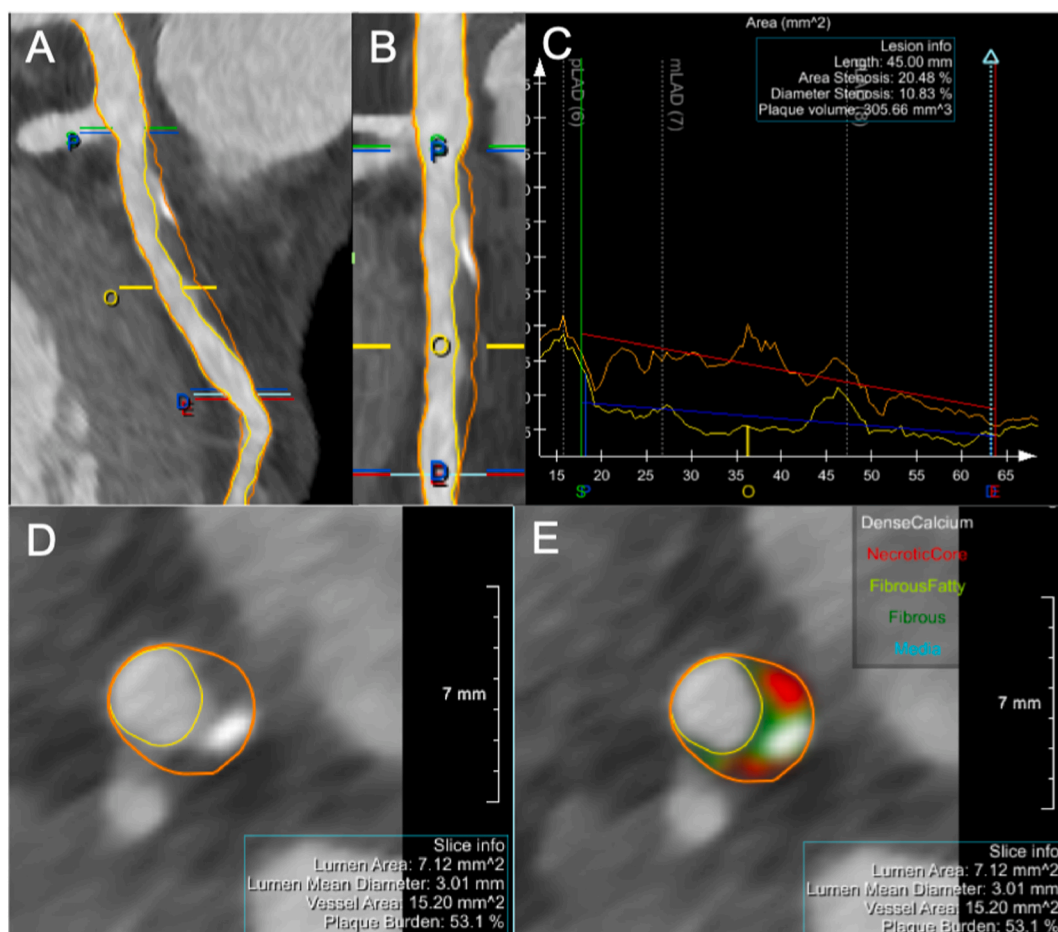 A
B
C
Area (mm^2)
Lesion info
Length: 45.00 mm
Area Stenosis: 20.48 %
Diameter Stenosis: 10.83 %
Plaque volume: 305.66 mm^3
pLAD (6)
mLAD (7)
P
O
D
P
O
D
15 20 25 30 35 40 45 50 55 60 65
S
O
E
D
E
7 mm
Slice info
Lumen Area: 7.12 mm^2
Lumen Mean Diameter: 3.01 mm
Vessel Area: 15.20 mm^2
Plaque Burden: 53.1 %
DenseCalcium
NecroticCore
FibrousFatty
Fibrous
Media
7 mm
Slice info
Lumen Area: 7.12 mm^2
Lumen Mean Diameter: 3.01 mm
Vessel Area: 15.20 mm^2
Plaque Burden: 53.1 %